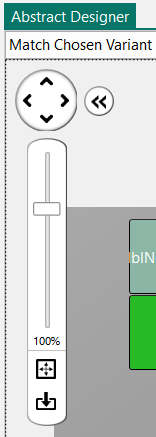 Abstract Designer
Match Chosen Variant
bIN
100%